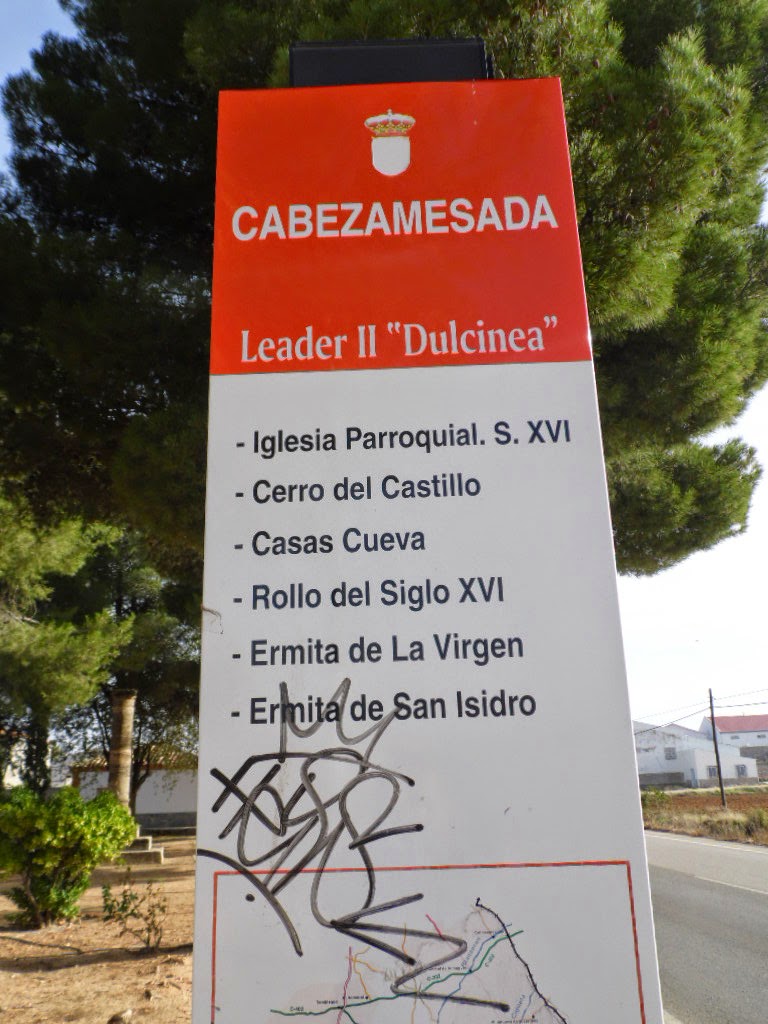 CABEZAMESADA
Leader II "Dulcinea"
- Iglesia Parroquial. S. XVI
- Cerro del Castillo
- Casas Cueva
- Rollo del Siglo XVI
- Ermita de La Virgen
- Ermita de San Isidro